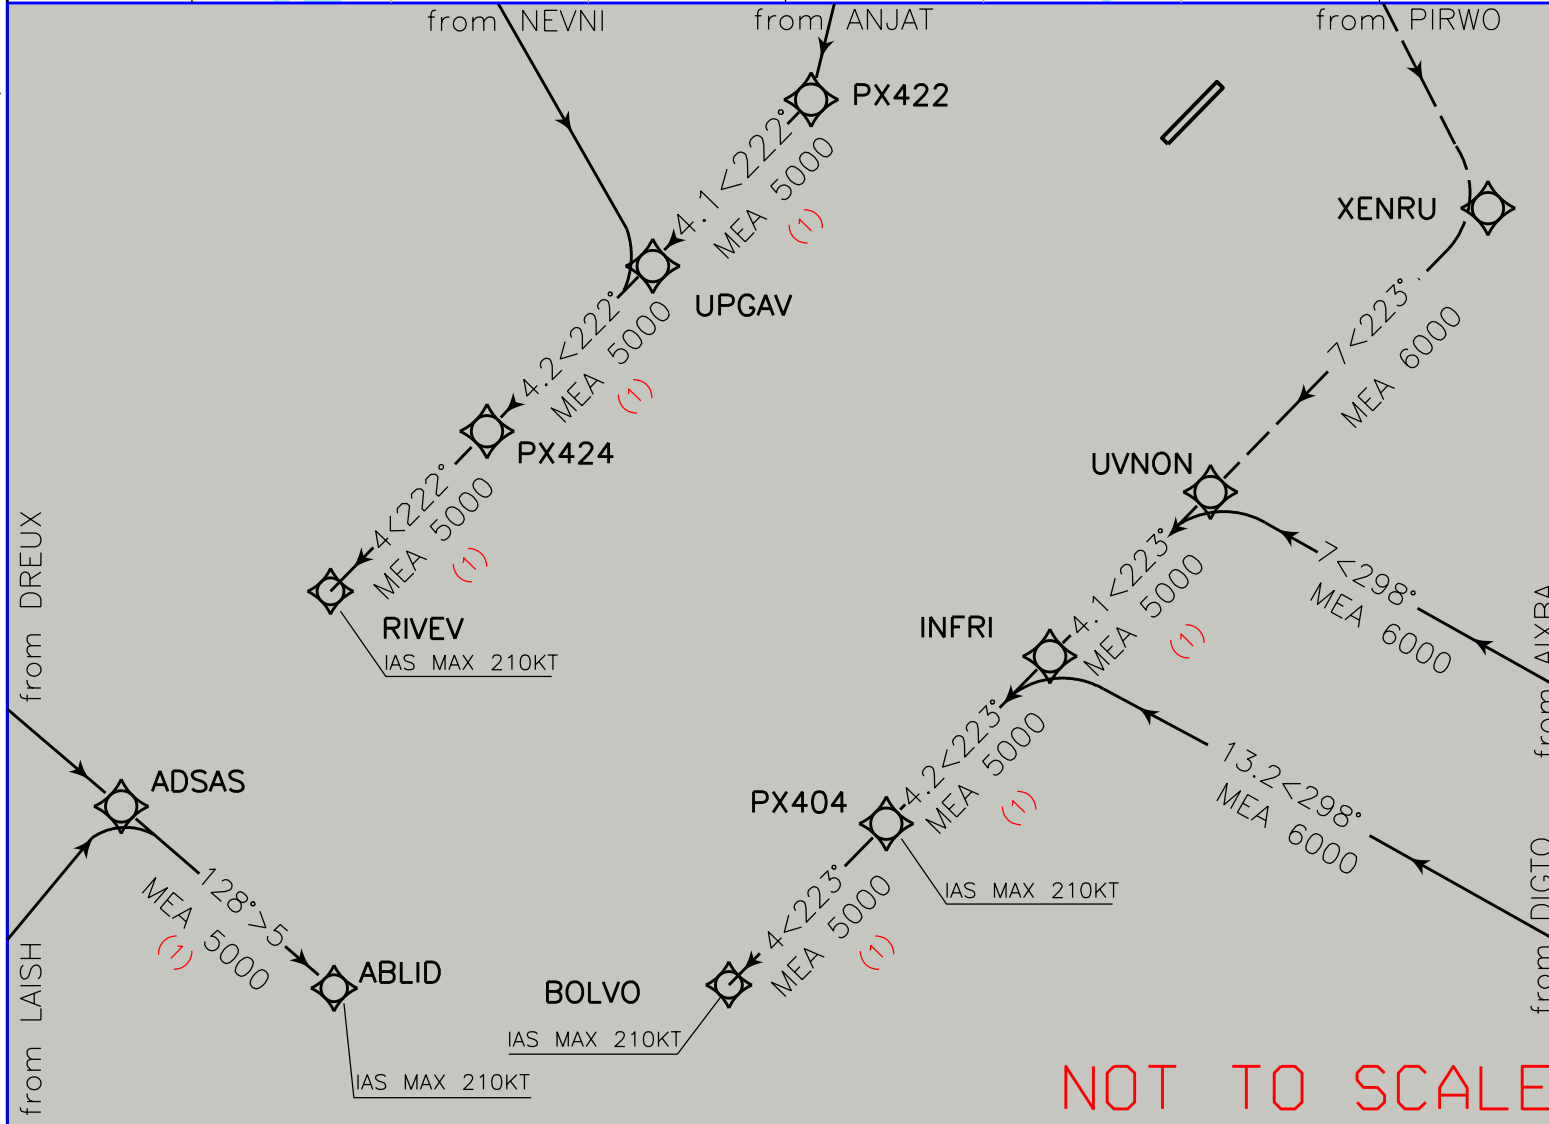 from NEVNI
from ANJAT
from PIRWO
PX422
4.1<222°
MEA 5000
(1)
XENRU
UPGAV
4.2<222°
MEA 5000
(1)
7<223°
MEA 6000
PX424
UVNON
4<222°
MEA 5000
(1)
from DREUX
RIVEV
IAS MAX 210KT
4.1<223°
MEA 5000
(1)
7<298°
MEA 6000
from AIXBA
INFRI
4.2<223°
MEA 5000
(1)
13.2<298°
MEA 6000
from DIGTO
ADSAS
PX404
IAS MAX 210KT
128°>5
MEA 5000
(1)
4<223°
MEA 5000
(1)
from LAISH
ABLID
IAS MAX 210KT
BOLVO
IAS MAX 210KT
NOT TO SCALE